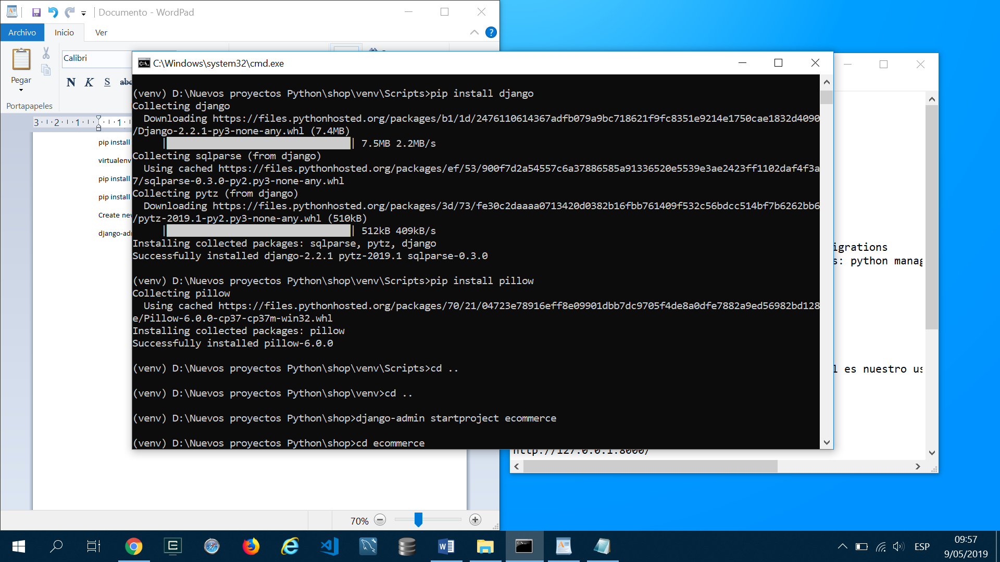 Documento - WordPad
Archivo
Inicio
Ver
?
Pegar
Calibri
N K S abc
Portapapeles
3 2 1 1
pip install
virtualenv
pip install
pip install
Create
django-adm
70%
C:\Windows\system32\cmd.exe
(venv) D:\Nuevos proyectos Python\shop\venv\Scripts>pip install django
Collecting django
Downloading https://files.pythonhosted.org/packages/b1/1d/2476110614367adfb079a9bc718621f9fc8351e9214e1750cae1832d4090
/Django-2.2.1-py3-none-any.whl (7.4MB)
| | 7.5MB 2.2MB/s
Collecting sqlparse (from django)
Using cached https://files.pythonhosted.org/packages/ef/53/900f7d2a54557c6a37886585a91336520e5539e3ae2423ff1102daf4f3a
7/sqlparse-0.3.0-py2.py3-none-any.whl
Collecting pytz (from django)
Downloading https://files.pythonhosted.org/packages/3d/73/fe30c2daaaa0713420d0382b16fbb761409f532c56bdcc514bf7b6262bb6
/pytz-2019.1-py2.py3-none-any.whl (510kB)
| | 512kB 409kB/s
Installing collected packages: sqlparse, pytz, django
Successfully installed django-2.2.1 pytz-2019.1 sqlparse-0.3.0
(venv) D:\Nuevos proyectos Python\shop\venv\Scripts>pip install pillow
Collecting pillow
Using cached https://files.pythonhosted.org/packages/70/21/04723e78916eff8e09901dbb7dc9705f4de8a0dfe7882a9ed56982bd128
e/Pillow-6.0.0-cp37-cp37m-win32.whl
Installing collected packages: pillow
Successfully installed pillow-6.0.0
(venv) D:\Nuevos proyectos Python\shop\venv\Scripts>cd ..
(venv) D:\Nuevos proyectos Python\shop\venv>cd ..
(venv) D:\Nuevos proyectos Python\shop>django-admin startproject ecommerce
(venv) D:\Nuevos proyectos Python\shop>cd ecommerce
igrations
s: python manag
l es nuestro us
http://127.0.0.1:8000/
ESP
09:57
9/05/2019